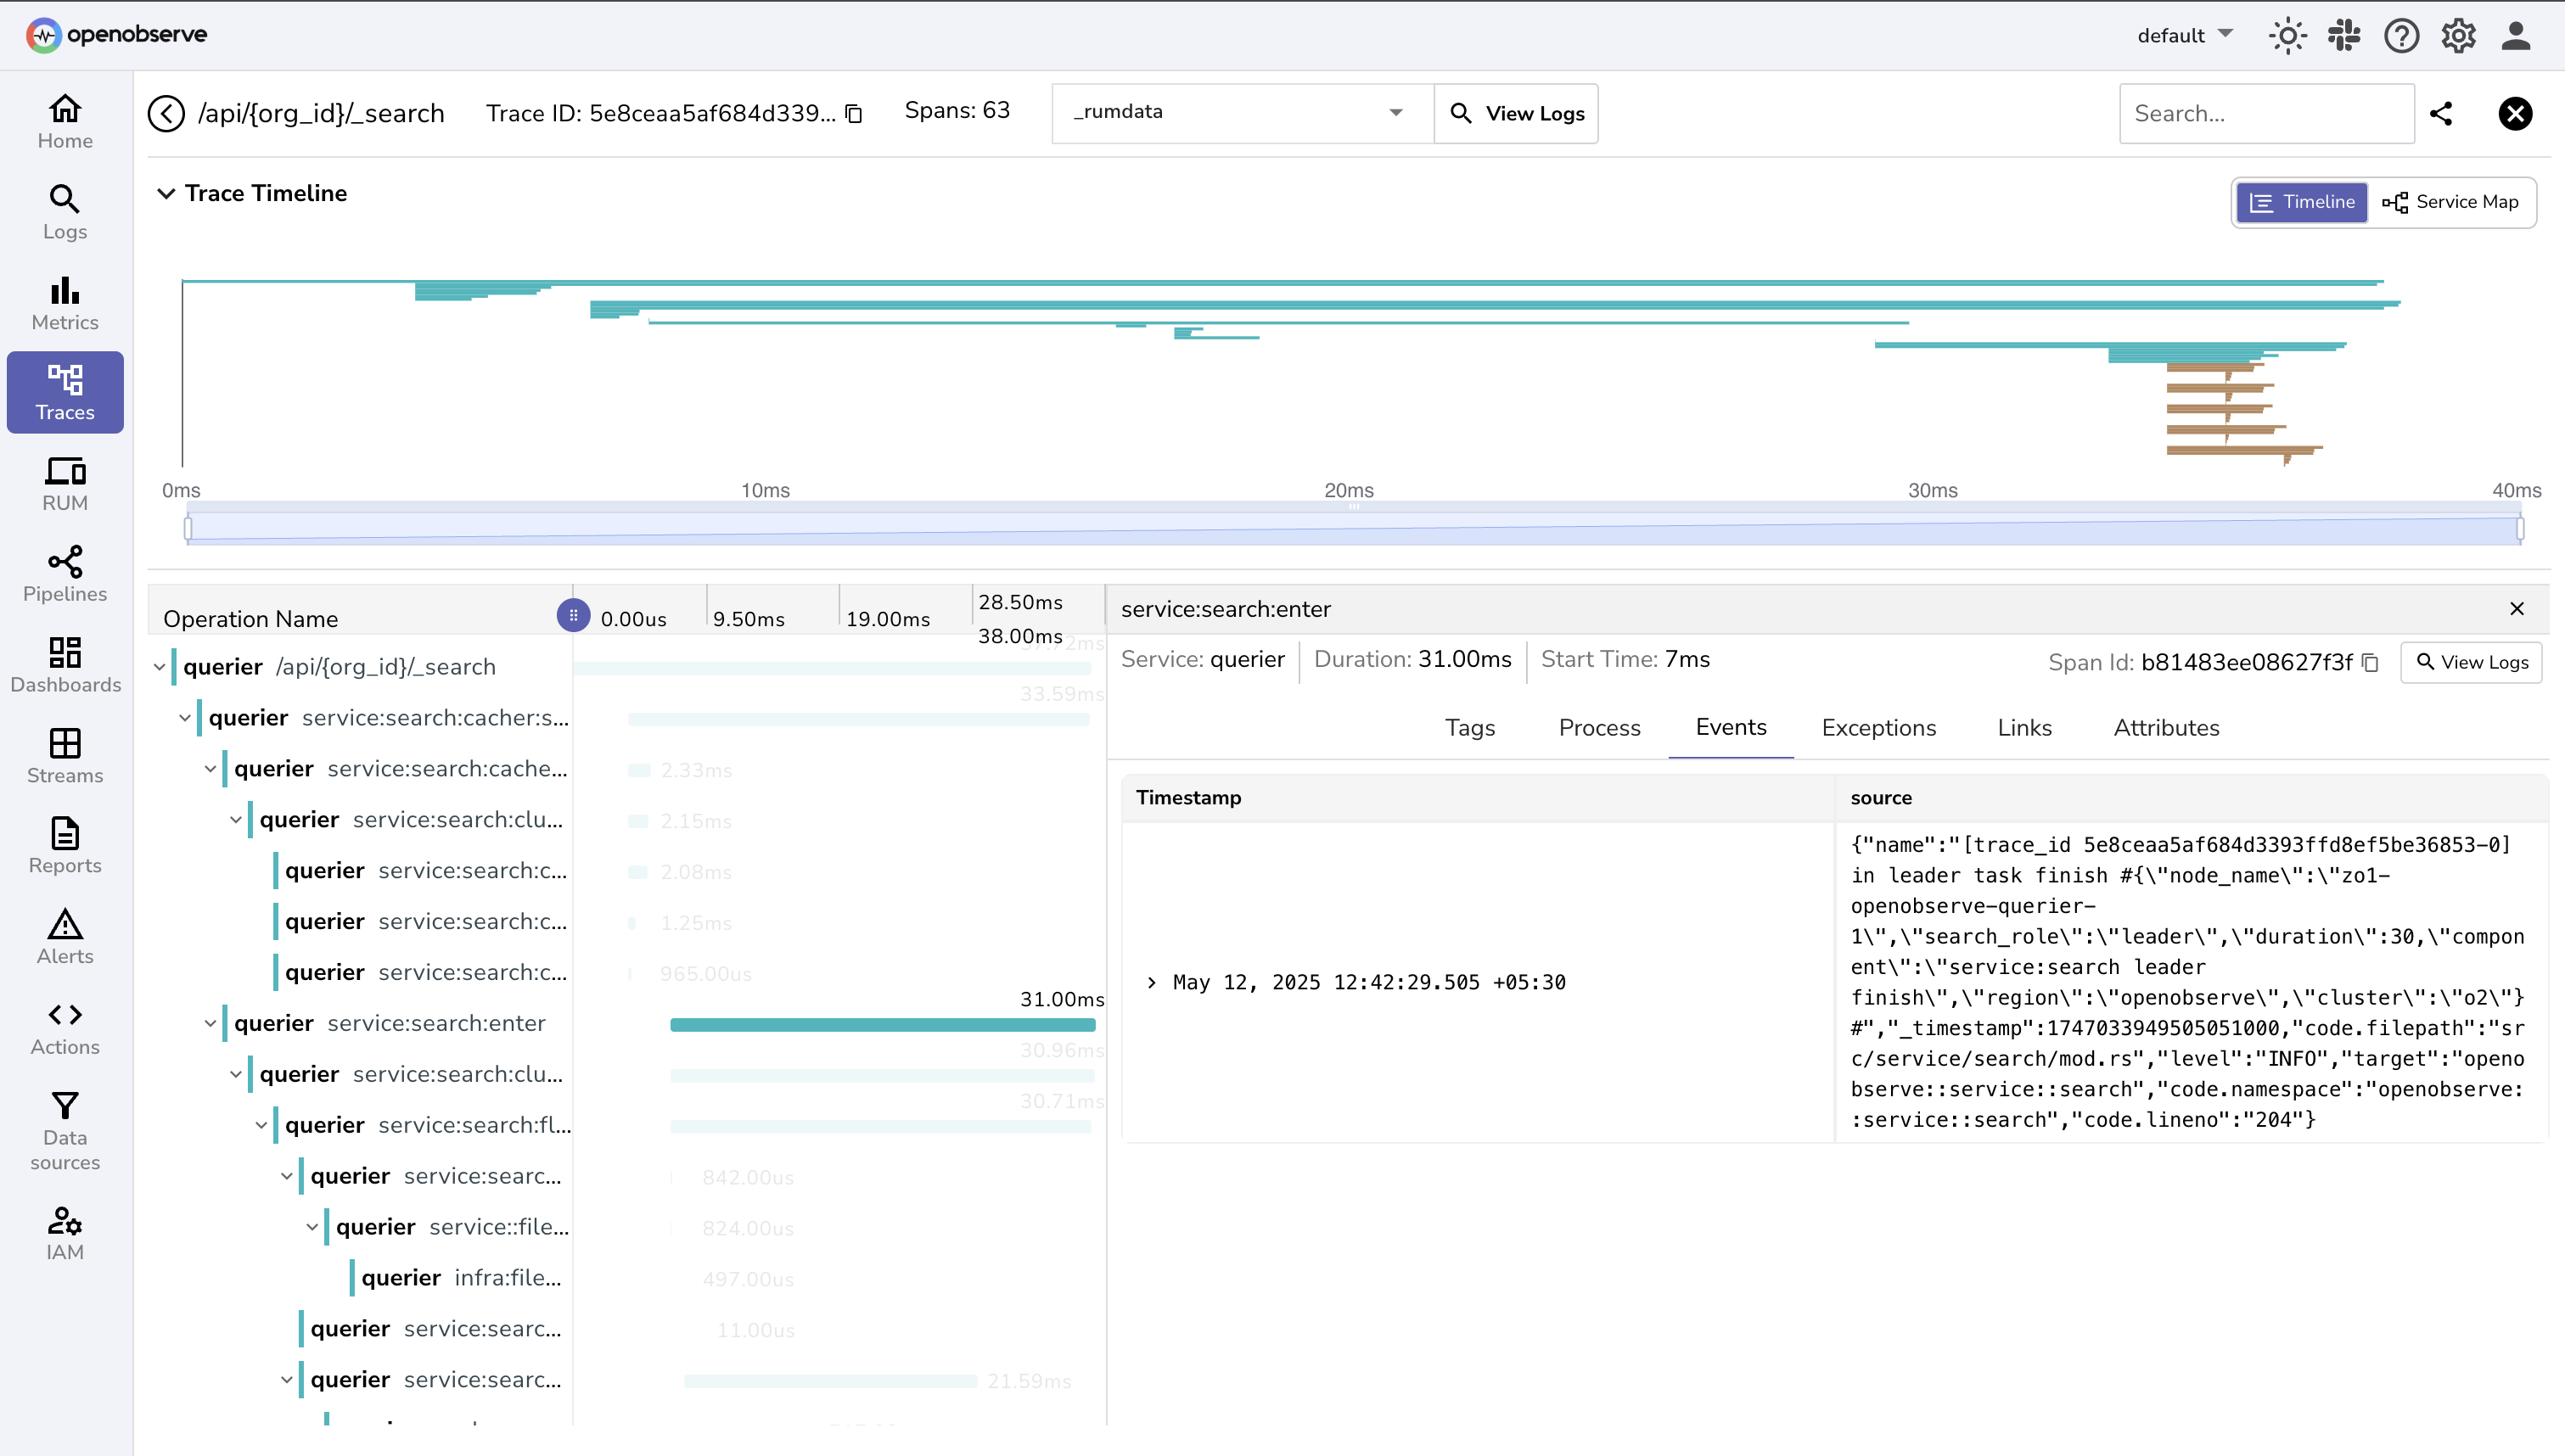 openobserve
default
Home
Logs
Metrics
Traces
RUM
Pipelines
Dashboards
Streams
Reports
Alerts
Actions
Data
sources
IAM
/api/{org_id}/_search
Trace ID: 5e8ceaa5af684d339...
Spans: 63
_rumdata
View Logs
Search...
Trace Timeline
Timeline
Service Map
0ms
10ms
20ms
30ms
40ms
Operation Name
0.00us
9.50ms
19.00ms
28.50ms
38.00ms
37.72ms
querier /api/{org_id}/_search
33.59ms
querier service:search:cacher:s...
querier service:search:cache...
2.33ms
querier service:search:clu...
2.15ms
querier service:search:c...
2.08ms
querier service:search:c...
1.25ms
querier service:search:c...
965.00us
31.00ms
querier service:search:enter
30.96ms
querier service:search:clu...
30.71ms
querier service:search:fl...
querier service:searc...
842.00us
querier service::file...
824.00us
querier infra:file...
497.00us
querier service:searc...
11.00us
querier service:searc...
21.59ms
service:search:enter
Service: querier
Duration: 31.00ms
Start Time: 7ms
Span Id: b81483ee08627f3f
View Logs
Tags
Process
Events
Exceptions
Links
Attributes
Timestamp
source
May 12, 2025 12:42:29.505 +05:30
{"name":"[trace_id 5e8ceaa5af684d3393ffd8ef5be36853-0]
in leader task finish #{\"node_name\":\"zo1-
openobserve-querier-
1\",\"search_role\":\"leader\",\"duration\":30,\"compon
ent\":\"service:search leader
finish\",\"region\":\"openobserve\",\"cluster\":\"o2\"}
#","_timestamp":1747033949505051000,"code.filepath":"sr
c/service/search/mod.rs","level":"INFO","target":"openo
bserve::service::search","code.namespace":"openobserve:
:service::search","code.lineno":"204"}